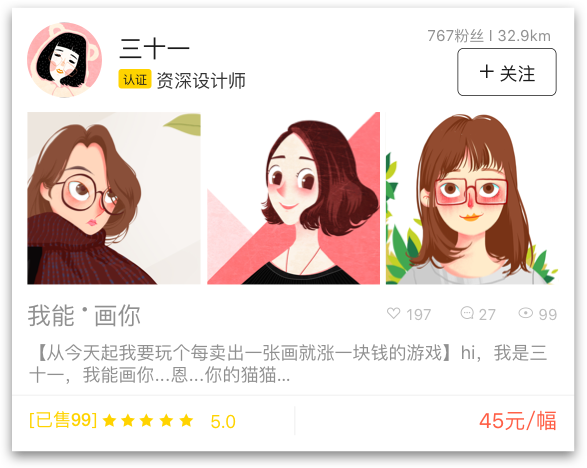 767粉丝 | 32.9km
三十一
认证 资深设计师
+ 关注
我能·画你
197 27 99
【从今天起我要玩个每卖出一张画就涨一块钱的游戏】hi，我是三
十一，我能画你...恩...你的猫猫...
[已售99] ★★★★★ 5.0
45元/幅